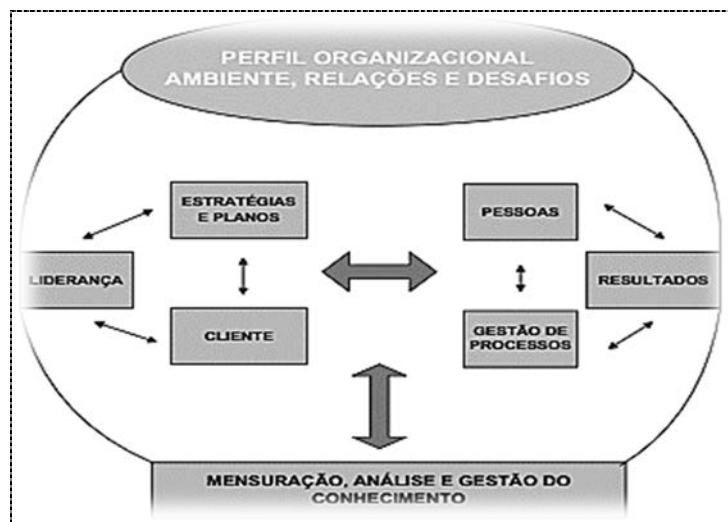 PERFIL ORGANIZACIONAL
AMBIENTE, RELAÇÕES E DESAFIOS
ESTRATÉGIAS
E PLANOS
PESSOAS
LIDERANÇA
RESULTADOS
CLIENTE
GESTÃO DE
PROCESSOS
MENSURAÇÃO, ANÁLISE E GESTÃO DO
CONHECIMENTO